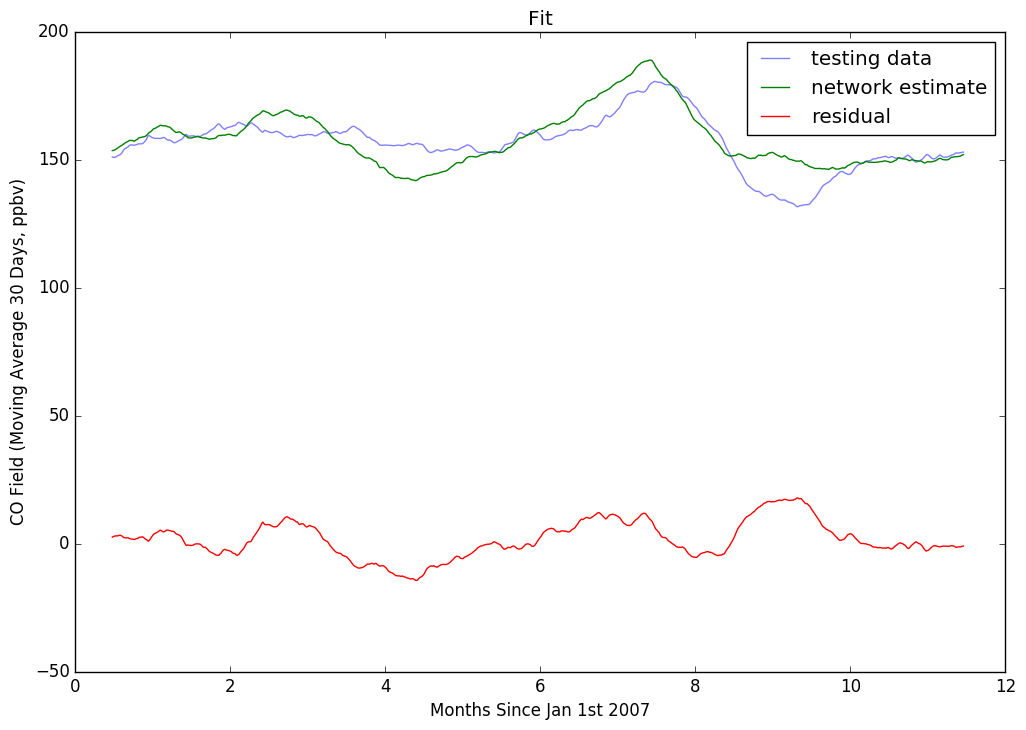 Fit
testing data
network estimate
residual
200
150
100
50
0
−50
0 2 4 6 8 10 12
CO Field (Moving Average 30 Days, ppbv)
Months Since Jan 1st 2007